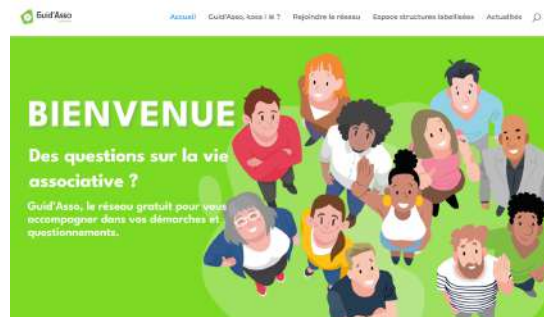 Guid'Asso
Accueil
Guid'Asso, kosa i lé ?
Rejoindre le réseau
Espace structures labellisées
Actualités
BIENVENUE
Des questions sur la vie
associative ?
Guid'Asso, le réseau gratuit pour vous
accompagner dans vos démarches et
questionnements.